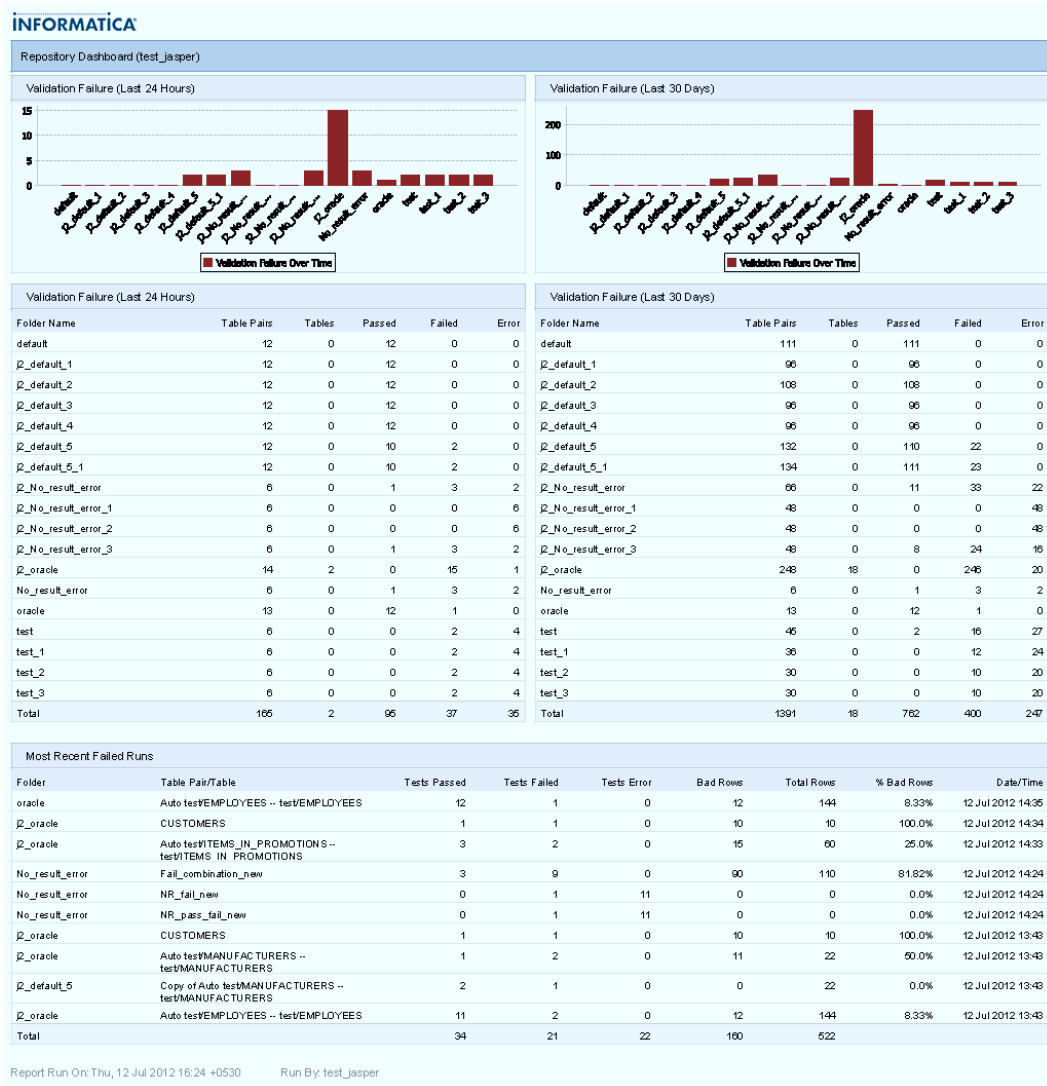 INFORMATICA
Repository Dashboard (test_jasper)
Validation Failure (Last 24 Hours)
15
10
5
0
default
j2_default_1
j2_default_2
j2_default_3
j2_default_4
j2_default_5
j2_default_5_1
j2_No_result_...
j2_No_result_...
j2_No_result_...
j2_No_result_...
j2_oracle
No_result_error
oracle
test
test_1
test_2
test_3
Validation Failure Over Time
Validation Failure (Last 30 Days)
200
100
0
default
j2_default_1
j2_default_2
j2_default_3
j2_default_4
j2_default_5
j2_default_5_1
j2_No_result_...
j2_No_result_...
j2_No_result_...
j2_No_result_...
j2_oracle
No_result_error
oracle
test
test_1
test_2
test_3
Validation Failure Over Time
Validation Failure (Last 24 Hours)
Folder Name Table Pairs Tables Passed Failed Error
default 12 0 12 0 0
j2_default_1 12 0 12 0 0
j2_default_2 12 0 12 0 0
j2_default_3 12 0 12 0 0
j2_default_4 12 0 12 0 0
j2_default_5 12 0 10 2 0
j2_default_5_1 12 0 10 2 0
j2_No_result_error 6 0 1 3 2
j2_No_result_error_1 6 0 0 0 6
j2_No_result_error_2 6 0 0 0 6
j2_No_result_error_3 6 0 1 3 2
j2_oracle 14 2 0 15 1
No_result_error 6 0 1 3 2
oracle 13 0 12 1 0
test 6 0 0 2 4
test_1 6 0 0 2 4
test_2 6 0 0 2 4
test_3 6 0 0 2 4
Total 165 2 95 37 35
Validation Failure (Last 30 Days)
Folder Name Table Pairs Tables Passed Failed Error
default 111 0 111 0 0
j2_default_1 96 0 96 0 0
j2_default_2 108 0 108 0 0
j2_default_3 96 0 96 0 0
j2_default_4 96 0 96 0 0
j2_default_5 132 0 110 22 0
j2_default_5_1 134 0 111 23 0
j2_No_result_error 66 0 11 33 22
j2_No_result_error_1 48 0 0 0 48
j2_No_result_error_2 48 0 0 0 48
j2_No_result_error_3 48 0 8 24 16
j2_oracle 248 18 0 246 20
No_result_error 6 0 1 3 2
oracle 13 0 12 1 0
test 45 0 2 16 27
test_1 36 0 0 12 24
test_2 30 0 0 10 20
test_3 30 0 0 10 20
Total 1391 18 762 400 247
Most Recent Failed Runs
Folder Table Pair/Table Tests Passed Tests Failed Tests Error Bad Rows Total Rows % Bad Rows Date/Time
oracle Auto test/EMPLOYEES -- test/EMPLOYEES 12 1 0 12 144 8.33% 12 Jul 2012 14:35
j2_oracle CUSTOMERS 1 1 0 10 10 100.0% 12 Jul 2012 14:34
j2_oracle Auto test/ITEMS_IN_PROMOTIONS -- 3 2 0 15 60 25.0% 12 Jul 2012 14:33
test/ITEMS_IN_PROMOTIONS
No_result_error Fail_combination_new 3 9 0 90 110 81.82% 12 Jul 2012 14:24
No_result_error NR_fail_new 0 1 11 0 0 0.0% 12 Jul 2012 14:24
No_result_error NR_pass_fail_new 0 1 11 0 0 0.0% 12 Jul 2012 14:24
j2_oracle CUSTOMERS 1 1 0 10 10 100.0% 12 Jul 2012 13:43
j2_oracle Auto test/MANUFACTURERS -- 1 2 0 11 22 50.0% 12 Jul 2012 13:43
test/MANUFACTURERS
j2_default_5 Copy of Auto test/MANUFACTURERS -- 2 1 0 0 22 0.0% 12 Jul 2012 13:43
test/MANUFACTURERS
j2_oracle Auto test/EMPLOYEES -- test/EMPLOYEES 11 2 0 12 144 8.33% 12 Jul 2012 13:43
Total 34 21 22 160 522
Report Run On: Thu, 12 Jul 2012 16:24 +0530 Run By: test_jasper